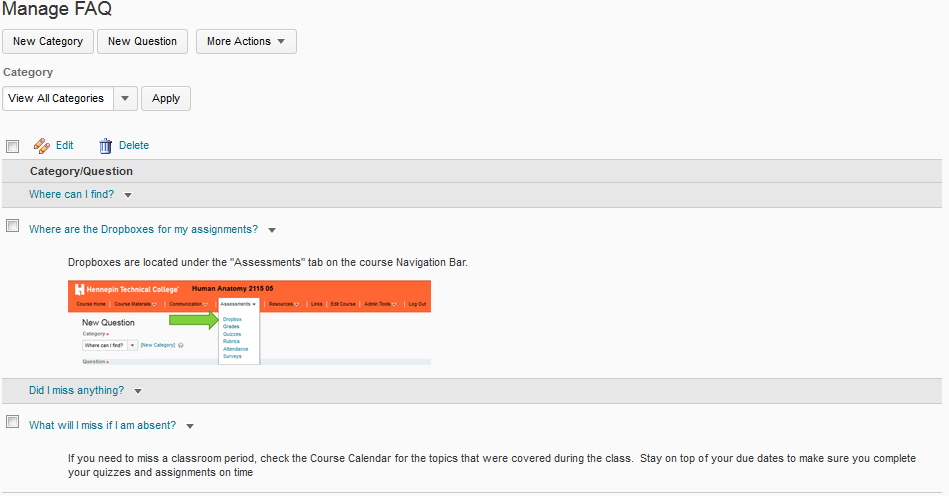 Manage FAQ
New Category New Question More Actions
Category
View All Categories Apply
Edit Delete
Category/Question
Where can I find?
Where are the Dropboxes for my assignments?
Dropboxes are located under the "Assessments" tab on the course Navigation Bar.
Hennepin Technical College Human Anatomy 2115 05
Course Home Course Materials Communication Assessments Resources Links Edit Course Admin Tools Log Out
New Question
Dropbox
Category
Grades
Where can I find? [New Category]
Quizzes
Rubrics
Attendance
Question
Surveys
Did I miss anything?
What will I miss if I am absent?
If you need to miss a classroom period, check the Course Calendar for the topics that were covered during the class. Stay on top of your due dates to make sure you complete
your quizzes and assignments on time